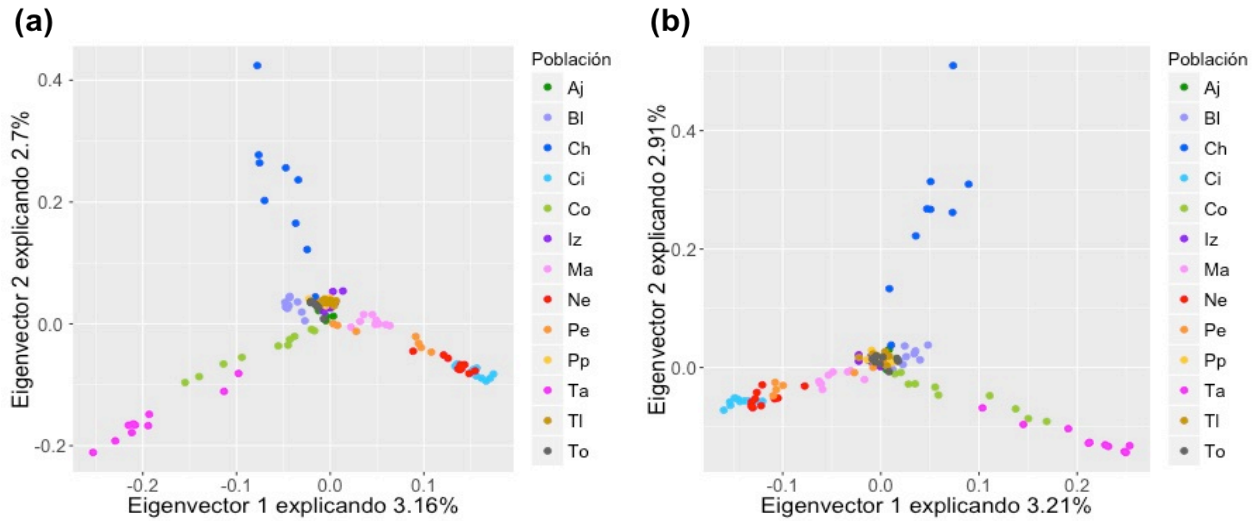 (a)
Eigenvector 2 explicando 2.7%
0.4
0.2
0.0
-0.2
-0.2
-0.1
0.0
0.1
Eigenvector 1 explicando 3.16%
Población
Aj
Bl
Ch
Ci
Co
Iz
Ma
Ne
Pe
Pp
Ta
Tl
To
(b)
Eigenvector 2 explicando 2.91%
0.4
0.2
0.0
-0.1
0.0
0.1
0.2
Eigenvector 1 explicando 3.21%
Población
Aj
Bl
Ch
Ci
Co
Iz
Ma
Ne
Pe
Pp
Ta
Tl
To